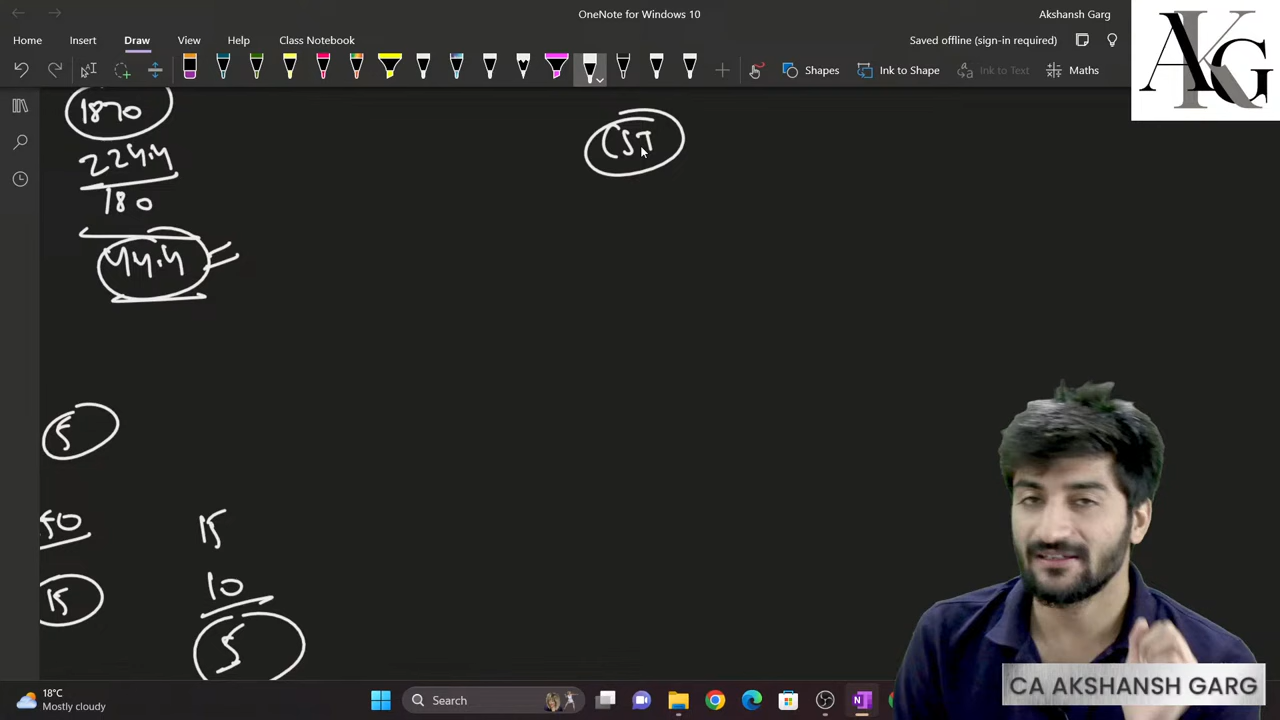 OneNote for Windows 10
Akshansh Garg
Home Insert Draw View Help Class Notebook
Saved offline (sign-in required)
Shapes Ink to Shape Ink to Text Maths
AKG
1870
224.4
180
44.4
CST
5
50
15
15
10
5
CA AKSHANSH GARG
18°C
Mostly cloudy
Search